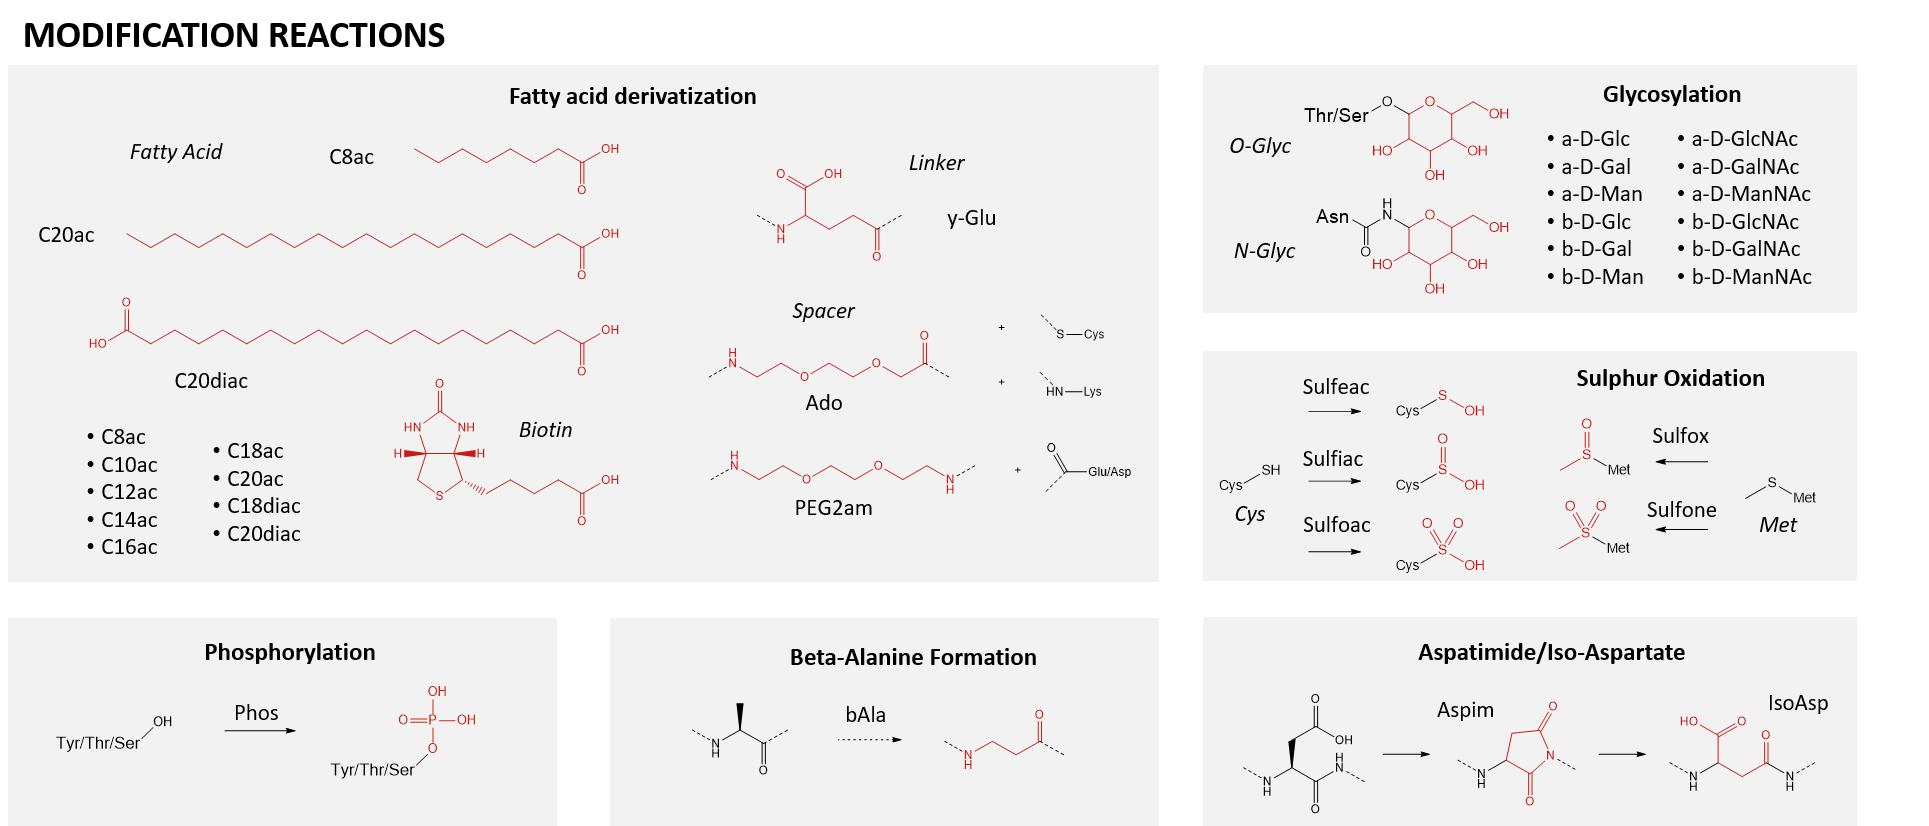 MODIFICATION REACTIONS
Fatty acid derivatization
Fatty Acid
C8ac
OH
O
C20ac
OH
O
O
HO
OH
O
C20diac
• C8ac
• C10ac
• C12ac
• C14ac
• C16ac
• C18ac
• C20ac
• C18diac
• C20diac
Biotin
O
HN
NH
H
H
S
OH
O
Linker
O
OH
N
H
O
y-Glu
Spacer
H
N
O
O
O
Ado
+
S
Cys
+
HN
Lys
H
N
O
O
N
H
PEG2am
+
O
Glu/Asp
Glycosylation
O-Glyc
Thr/Ser
O
O
OH
HO
OH
OH
N-Glyc
Asn
H
N
O
O
OH
HO
OH
OH
• a-D-Glc
• a-D-Gal
• a-D-Man
• b-D-Glc
• b-D-Gal
• b-D-Man
• a-D-GlcNAc
• a-D-GalNAc
• a-D-ManNAc
• b-D-GlcNAc
• b-D-GalNAc
• b-D-ManNAc
Sulphur Oxidation
Cys
SH
Cys
Sulfeac
Cys
S
OH
Sulfiac
O
S
Cys
OH
Sulfoac
O
O
S
Cys
OH
O
S
Met
Sulfox
O
O
S
Met
Sulfone
S
Met
Met
Phosphorylation
OH
Tyr/Thr/Ser
Phos
OH
O
P
OH
O
Tyr/Thr/Ser
Beta-Alanine Formation
N
H
O
bAla
N
H
O
Aspatimide/Iso-Aspartate
O
OH
H
N
N
H
O
Aspim
O
N
N
H
O
IsoAsp
HO
O
O
N
H
N
H